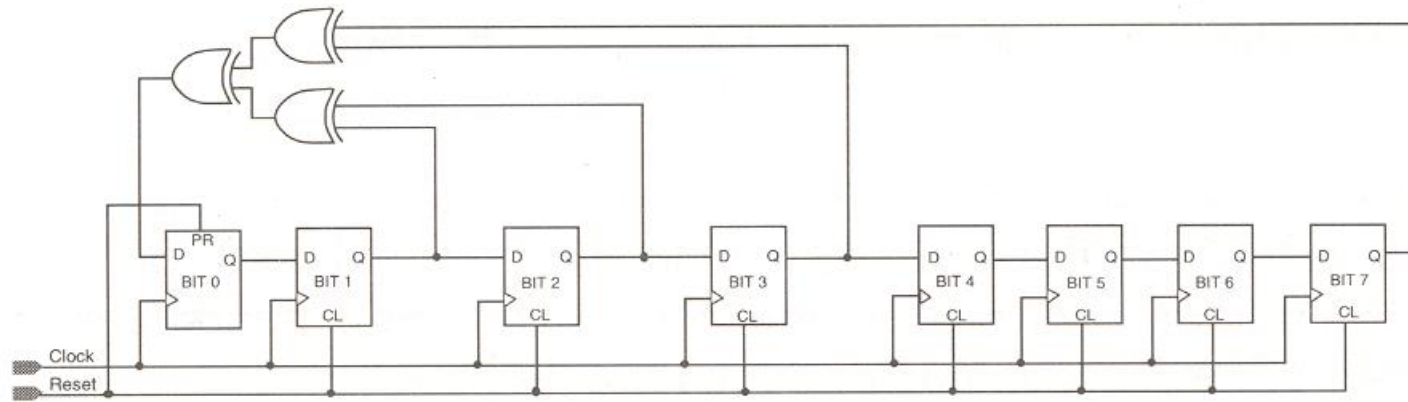 PR
D Q
BIT 0
D Q
BIT 1
CL
D Q
BIT 2
CL
D Q
BIT 3
CL
D Q
BIT 4
CL
D Q
BIT 5
CL
D Q
BIT 6
CL
D Q
BIT 7
CL
Clock
Reset